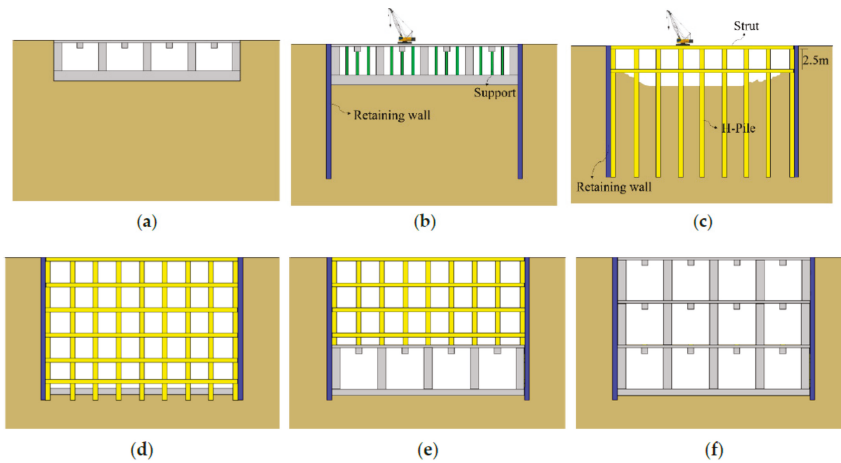 Support
Retaining wall
(a)
(b)
Strut
2.5m
H-Pile
Retaining wall
(c)
(d)
(e)
(f)